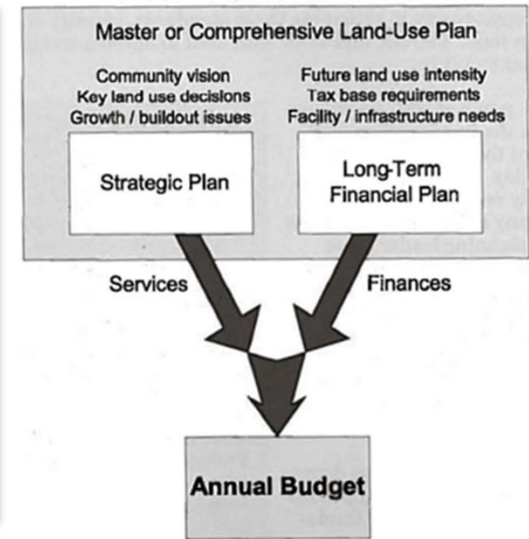 Master or Comprehensive Land-Use Plan
Community vision
Key land use decisions
Growth / buildout issues
Future land use intensity
Tax base requirements
Facility / infrastructure needs
Strategic Plan
Long-Term
Financial Plan
Services
Finances
Annual Budget